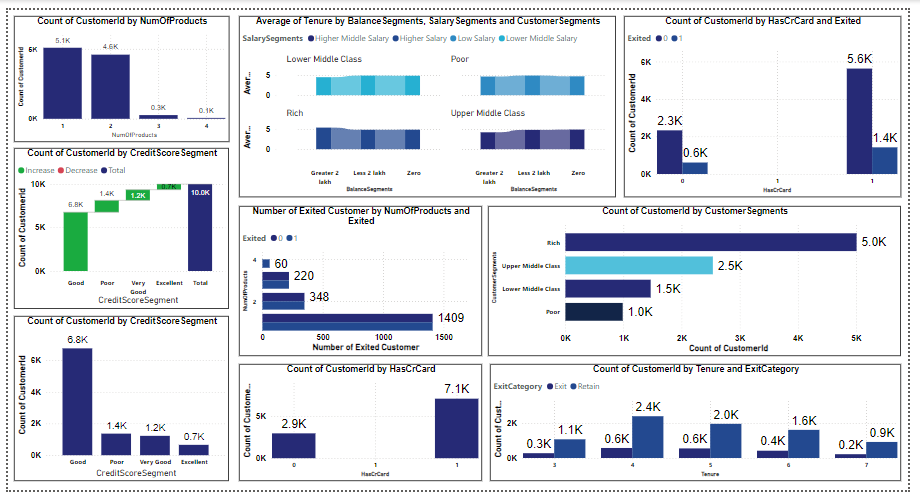 Count of CustomerId by NumOfProducts
Count of CustomerId
5K
0K
5.1K
4.6K
0.3K
0.1K
1 2 3 4
NumOfProducts
Average of Tenure by BalanceSegments, SalarySegments and CustomerSegments
SalarySegments Higher Middle Salary Higher Salary Low Salary Lower Middle Salary
Lower Middle Class Poor
Aver...
5
0
Rich Upper Middle Class
Aver...
5
0
Greater 2 lakh Less 2 lakh Zero
Greater 2 lakh Less 2 lakh Zero
BalanceSegments BalanceSegments
Count of CustomerId by HasCrCard and Exited
Exited 0 1
Count of CustomerId
6K
4K
2K
0K
2.3K
0.6K
5.6K
1.4K
0 1 1
HasCrCard
Count of CustomerId by CreditScoreSegment
Increase Decrease Total
Count of CustomerId
10K
5K
0K
6.8K
1.4K
1.2K
0.7K
10.0K
Good Poor Very Good Excellent Total
CreditScoreSegment
Number of Exited Customer by NumOfProducts and Exited
Exited 0 1
NumOfProducts
4
2
60
220
348
1409
0 500 1000 1500
Number of Exited Customer
Count of CustomerId by CustomerSegments
CustomerSegments
Rich 5.0K
Upper Middle Class 2.5K
Lower Middle Class 1.5K
Poor 1.0K
0K 1K 2K 3K 4K 5K
Count of CustomerId
Count of CustomerId by CreditScoreSegment
Count of CustomerId
6K
4K
2K
0K
6.8K
1.4K
1.2K
0.7K
Good Poor Very Good Excellent
CreditScoreSegment
Count of CustomerId by HasCrCard
Count of Custome...
5K
0K
2.9K
7.1K
0 1 1
HasCrCard
Count of CustomerId by Tenure and ExitCategory
ExitCategory Exit Retain
Count of Cust...
2K
0K
0.3K 1.1K
0.6K 2.4K
0.6K 2.0K
0.4K 1.6K
0.2K 0.9K
3 4 5 6 7
Tenure